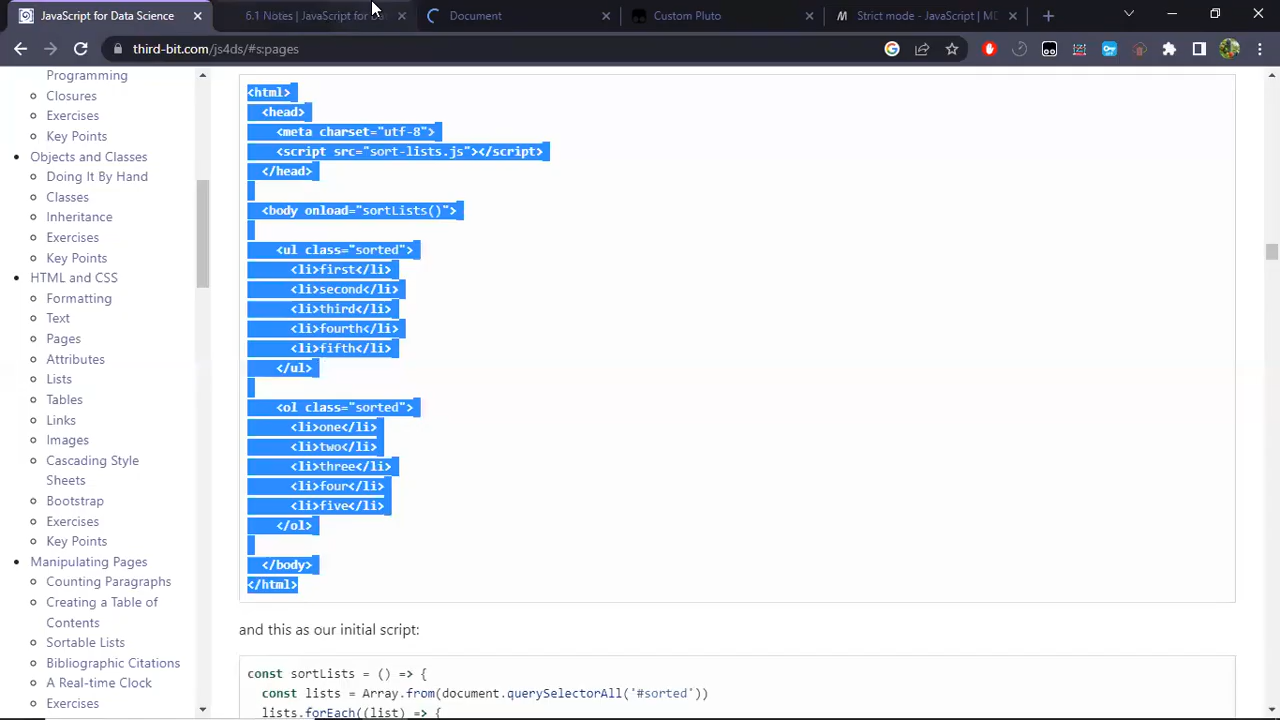 JavaScript for Data Science
6.1 Notes | JavaScript for Da
Document
Custom Pluto
Strict mode - JavaScript | MD
third-bit.com/js4ds/#s:pages
Programming
Closures
Exercises
Key Points
Objects and Classes
Doing It By Hand
Classes
Inheritance
Exercises
Key Points
HTML and CSS
Formatting
Text
Pages
Attributes
Lists
Tables
Links
Images
Cascading Style
Sheets
Bootstrap
Exercises
Key Points
Manipulating Pages
Counting Paragraphs
Creating a Table of
Contents
Sortable Lists
Bibliographic Citations
A Real-time Clock
Exercises
<html>
<head>
<meta charset="utf-8">
<script src="sort-lists.js"></script>
</head>
<body onload="sortLists()">
<ul class="sorted">
<li>first</li>
<li>second</li>
<li>third</li>
<li>fourth</li>
<li>fifth</li>
</ul>
<ol class="sorted">
<li>one</li>
<li>two</li>
<li>three</li>
<li>four</li>
<li>five</li>
</ol>
</body>
</html>
and this as our initial script:
const sortLists = () => {
const lists = Array.from(document.querySelectorAll('#sorted'))
lists.forEach((list) => {